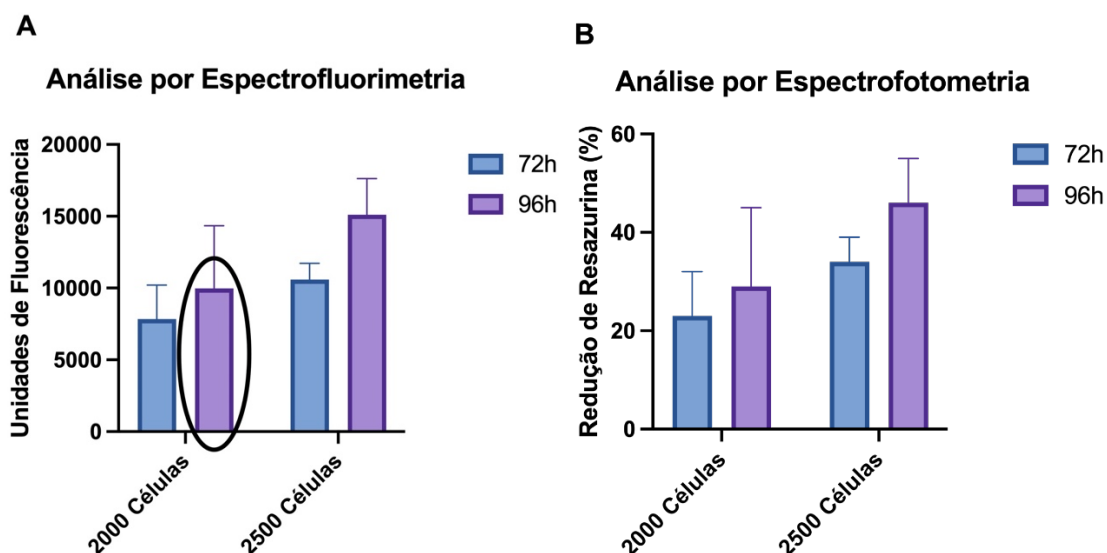 A
Análise por Espectrofluorimetria
Unidades de Fluorescência
20000
15000
10000
5000
0
2000 Células
2500 Células
72h
96h
B
Análise por Espectrofotometria
Redução de Resazurina (%)
60
40
20
0
2000 Células
2500 Células
72h
96h